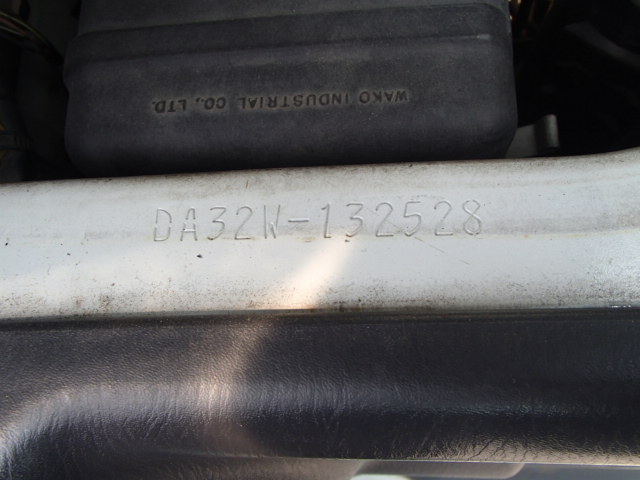 WAKO INDUSTRIAL CO., LTD.
DA32W-132528